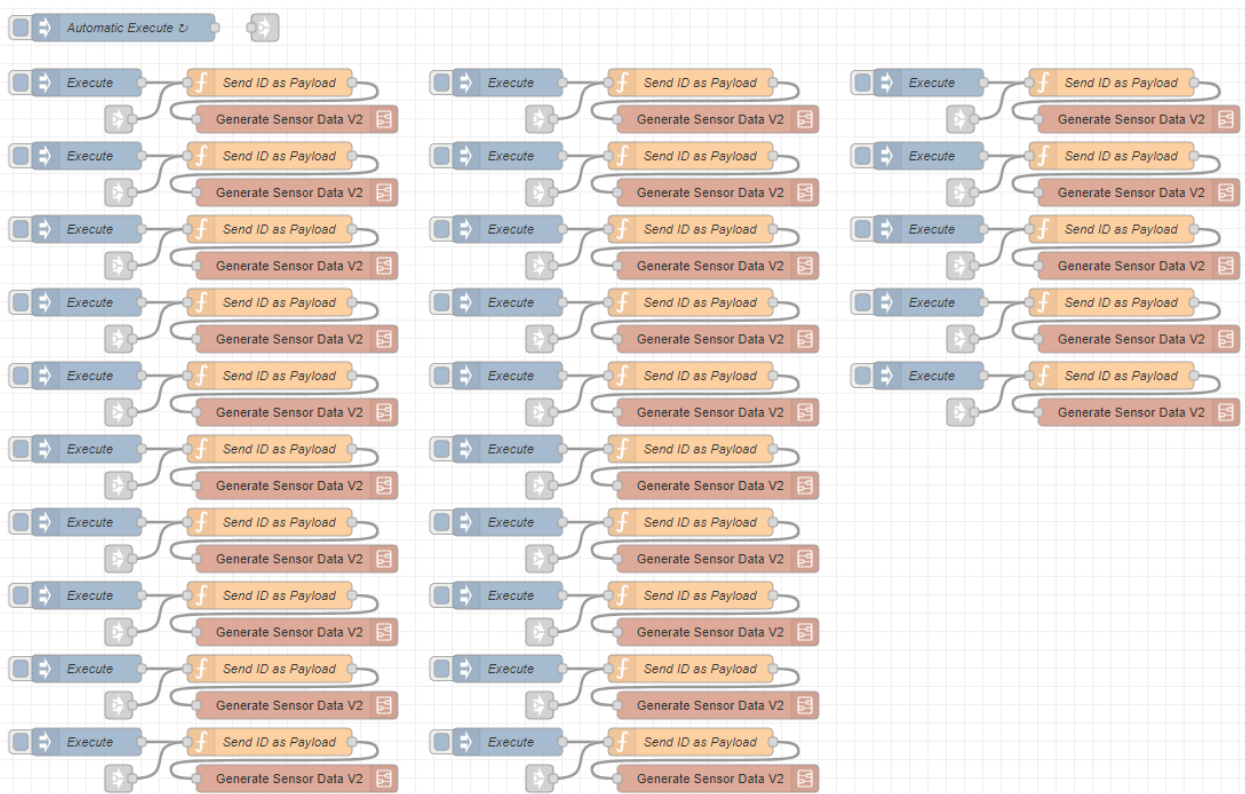 Automatic Execute ↻
Execute Send ID as Payload Execute Send ID as Payload Execute Send ID as Payload
Generate Sensor Data V2 Generate Sensor Data V2 Generate Sensor Data V2
Execute Send ID as Payload Execute Send ID as Payload Execute Send ID as Payload
Generate Sensor Data V2 Generate Sensor Data V2 Generate Sensor Data V2
Execute Send ID as Payload Execute Send ID as Payload Execute Send ID as Payload
Generate Sensor Data V2 Generate Sensor Data V2 Generate Sensor Data V2
Execute Send ID as Payload Execute Send ID as Payload Execute Send ID as Payload
Generate Sensor Data V2 Generate Sensor Data V2 Generate Sensor Data V2
Execute Send ID as Payload Execute Send ID as Payload Execute Send ID as Payload
Generate Sensor Data V2 Generate Sensor Data V2 Generate Sensor Data V2
Execute Send ID as Payload Execute Send ID as Payload
Generate Sensor Data V2 Generate Sensor Data V2
Execute Send ID as Payload Execute Send ID as Payload
Generate Sensor Data V2 Generate Sensor Data V2
Execute Send ID as Payload Execute Send ID as Payload
Generate Sensor Data V2 Generate Sensor Data V2
Execute Send ID as Payload Execute Send ID as Payload
Generate Sensor Data V2 Generate Sensor Data V2
Execute Send ID as Payload Execute Send ID as Payload
Generate Sensor Data V2 Generate Sensor Data V2